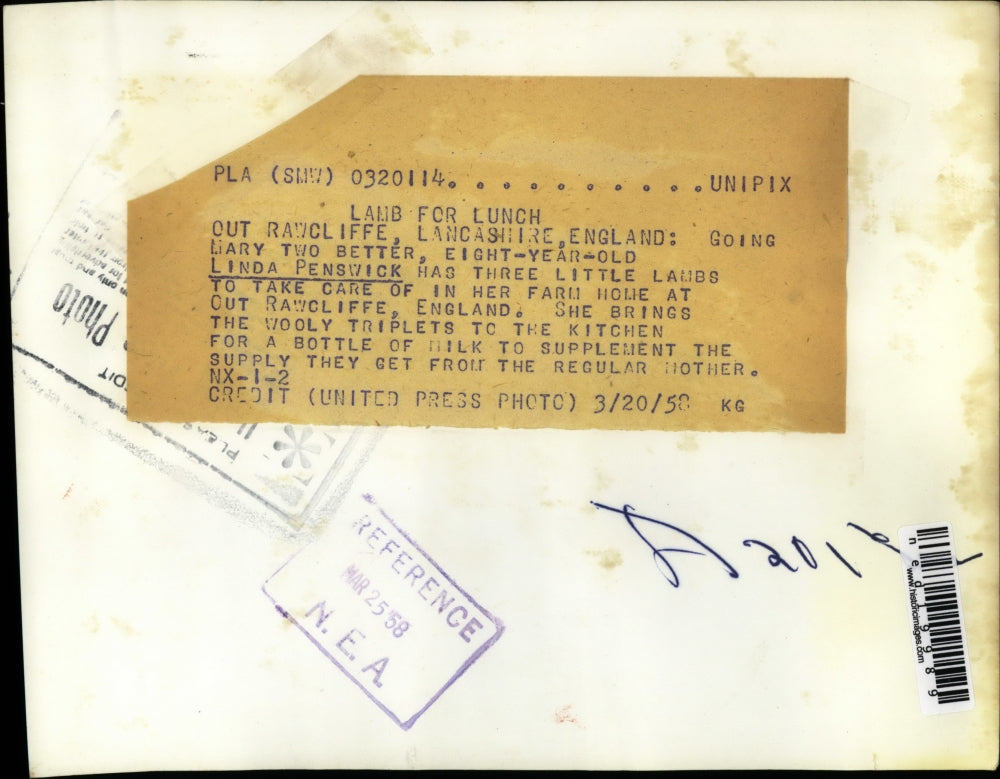 PLA (SMW) 0320114. . . . . . . . . . . .UNIPIX
LAMB FOR LUNCH
OUT RAWCLIFFE, LANCASHIRE,ENGLAND: GOING
MARY TWO BETTER, EIGHT-YEAR-OLD
LINDA PENSWICK HAS THREE LITTLE LAMBS
TO TAKE CARE OF IN HER FARM HOME AT
OUT RAWCLIFFE, ENGLAND. SHE BRINGS
THE WOOLY TRIPLETS TO THE KITCHEN
FOR A BOTTLE OF MILK TO SUPPLEMENT THE
SUPPLY THEY GET FROM THE REGULAR MOTHER.
NX-1-2
CREDIT (UNITED PRESS PHOTO) 3/20/58 KG
Photo
REFERENCE
MAR 25 '58
N. E. A.
201
www.historicimages.com
ned19989